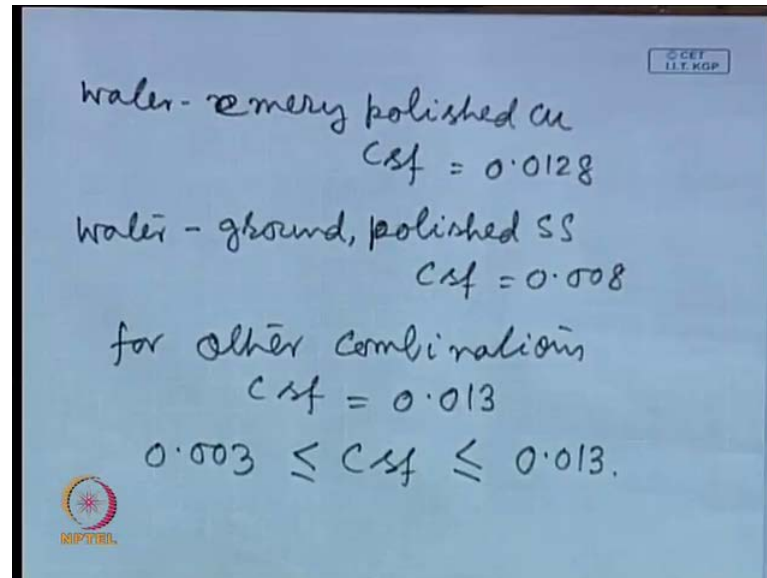 © CET
I.I.T. KGP
water - emery polished cu
Csf = 0.0128
water - ground, polished SS
Csf = 0.008
for other combinations
Csf = 0.013
0.003 ≤ Csf ≤ 0.013.
NPTEL